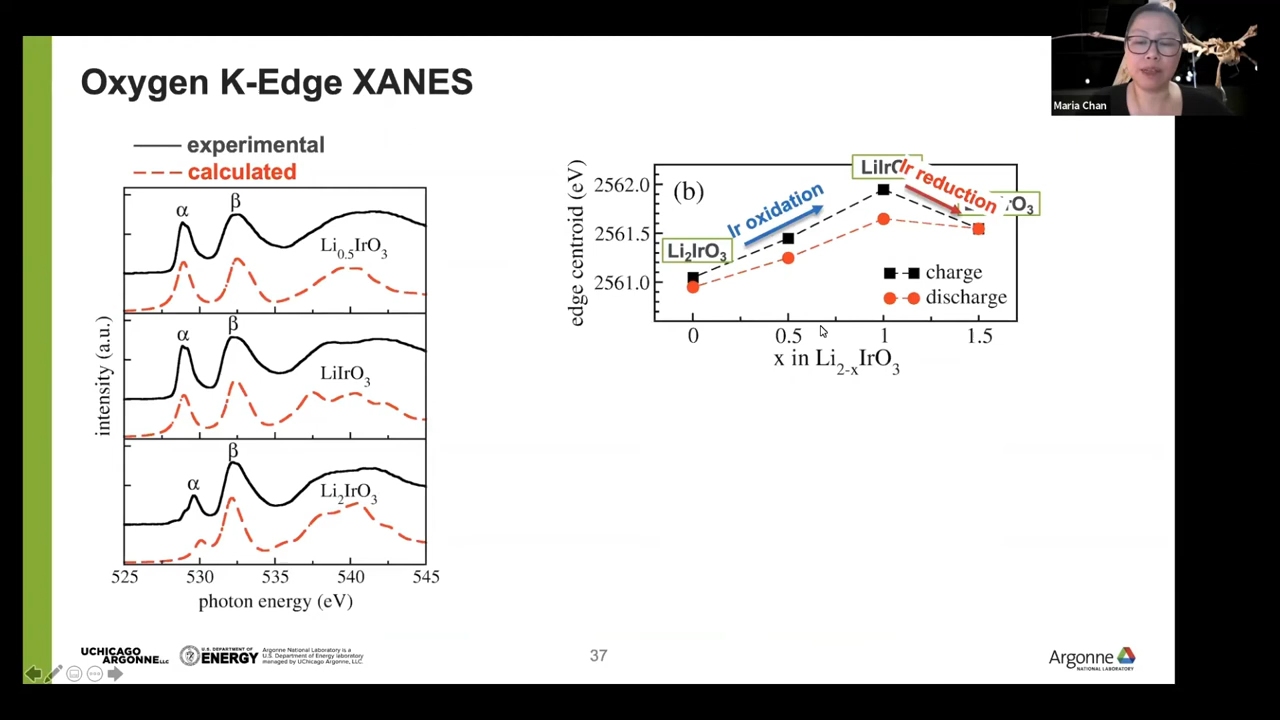 Oxygen K-Edge XANES
Maria Chan
experimental
calculated
α
β
Li0.5IrO3
α
β
LiIrO3
α
β
Li2IrO3
intensity (a.u.)
525
530
535
540
545
photon energy (eV)
(b)
edge centroid (eV)
2562.0
2561.5
2561.0
Li2IrO3
Ir oxidation
LiIrO
Ir reduction
rO3
charge
discharge
0
0.5
1
1.5
x in Li2-xIrO3
UCHICAGO
ARGONNE LLC
U.S. DEPARTMENT OF
ENERGY
Argonne National Laboratory is a
U.S. Department of Energy laboratory
managed by UChicago Argonne, LLC.
37
Argonne
NATIONAL LABORATORY